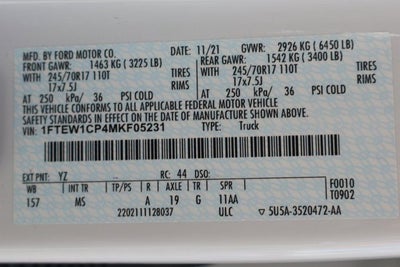 MFD. BY FORD MOTOR CO. DATE: 11/21 GVWR: 2926 KG ( 6450 LB)
FRONT GAWR: 1463 KG ( 3225 LB) REAR GAWR: 1542 KG ( 3400 LB)
WITH 245/70R17 110T TIRES WITH 245/70R17 110T TIRES
17x7.5J RIMS 17x7.5J RIMS
AT 250 kPa/ 36 PSI COLD AT 250 kPa/ 36 PSI COLD
THIS VEHICLE CONFORMS TO ALL APPLICABLE FEDERAL MOTOR VEHICLE
SAFETY STANDARDS IN EFFECT ON THE DATE OF MANUFACTURE SHOWN ABOVE.
VIN: 1FTEW1CP4MKF05231 TYPE: Truck
EXT PNT: YZ RC: 44 DSO: F0010
WB INT TR TP/PS R AXLE TR SPR T0902
157 MS A 19 G 11AA
2202111128037 ULC 5U5A-3520472-AA